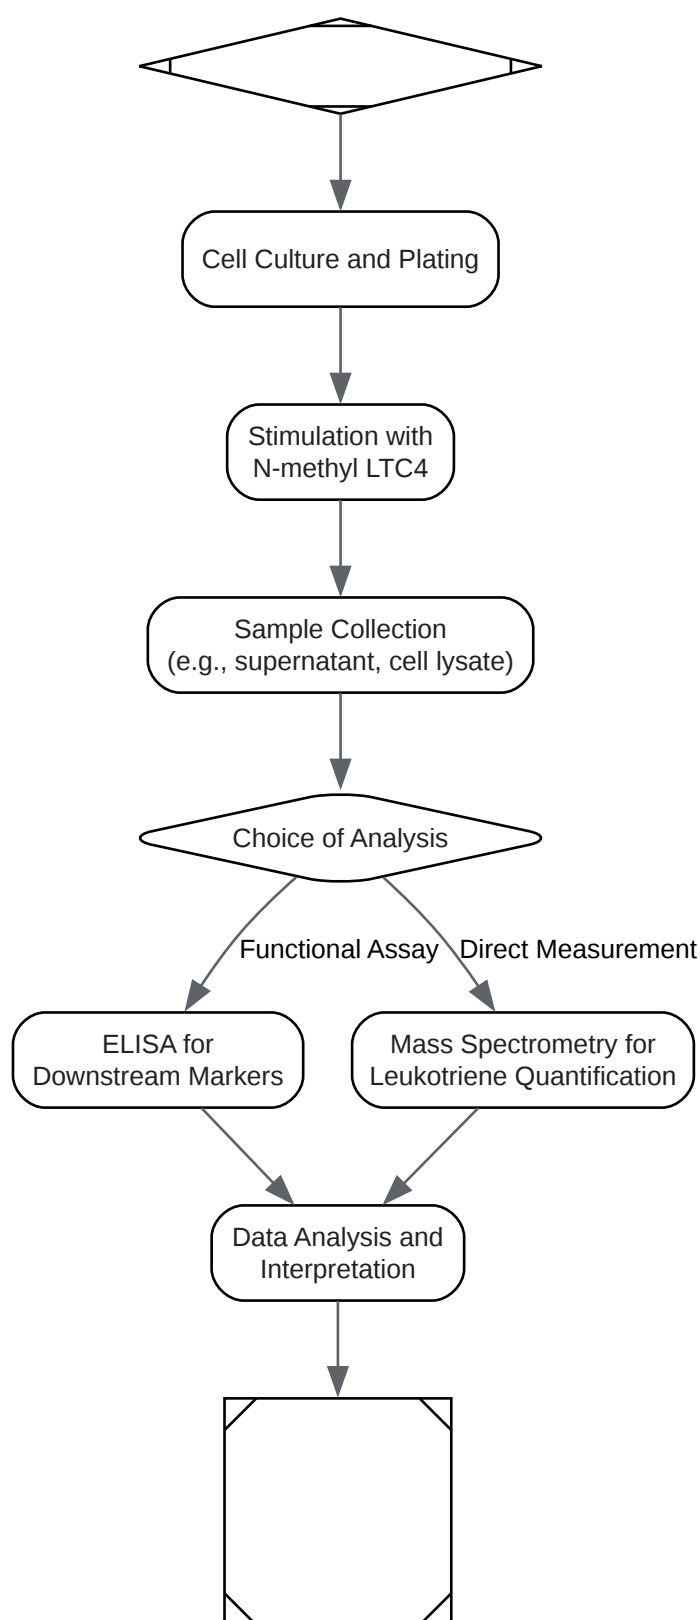 Cell Culture and Plating
Stimulation with
N-methyl LTC4
Sample Collection
(e.g., supernatant, cell lysate)
Choice of Analysis
Functional Assay
Direct Measurement
ELISA for
Downstream Markers
Mass Spectrometry for
Leukotriene Quantification
Data Analysis and
Interpretation